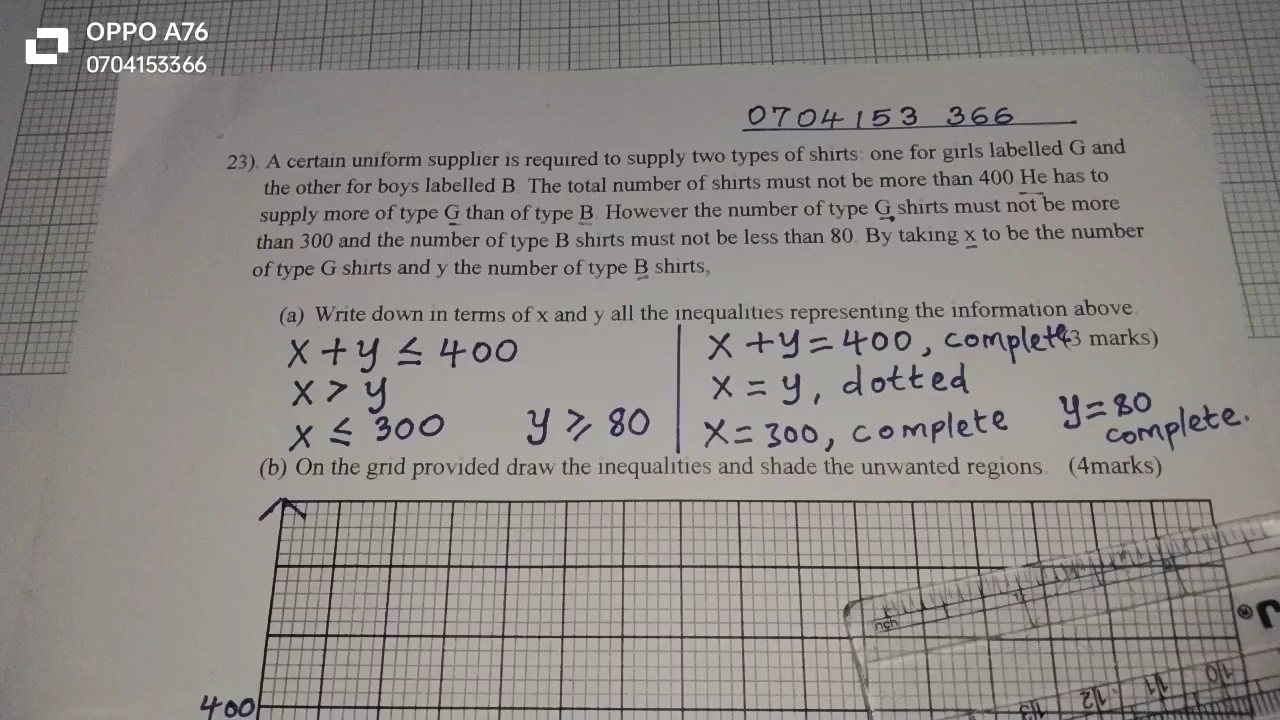 OPPO A76
0704153366
0704153 366
23). A certain uniform supplier is required to supply two types of shirts one for girls labelled G and
the other for boys labelled B The total number of shirts must not be more than 400 He has to
supply more of type G than of type B However the number of type G shirts must not be more
than 300 and the number of type B shirts must not be less than 80 By taking x to be the number
of type G shirts and y the number of type B shirts,
(a) Write down in terms of x and y all the inequalities representing the information above
x + y ≤ 400
x + y = 400, complete (3 marks)
x > y
x = y, dotted
x ≤ 300 y ≥ 80
x = 300, complete y = 80
complete.
(b) On the grid provided draw the inequalities and shade the unwanted regions (4marks)
400
inch
J®
13 12 11 10